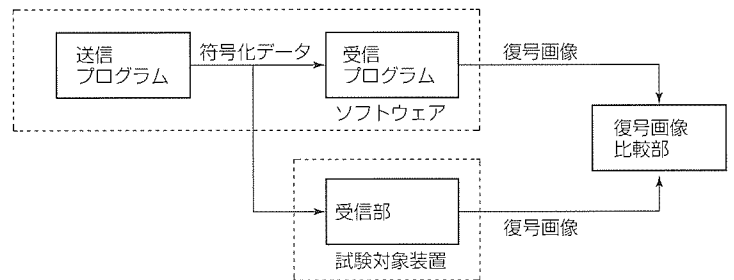 送信
プログラム
符号化データ
受信
プログラム
ソフトウェア
復号画像
復号画像
比較部
受信部
試験対象装置
復号画像